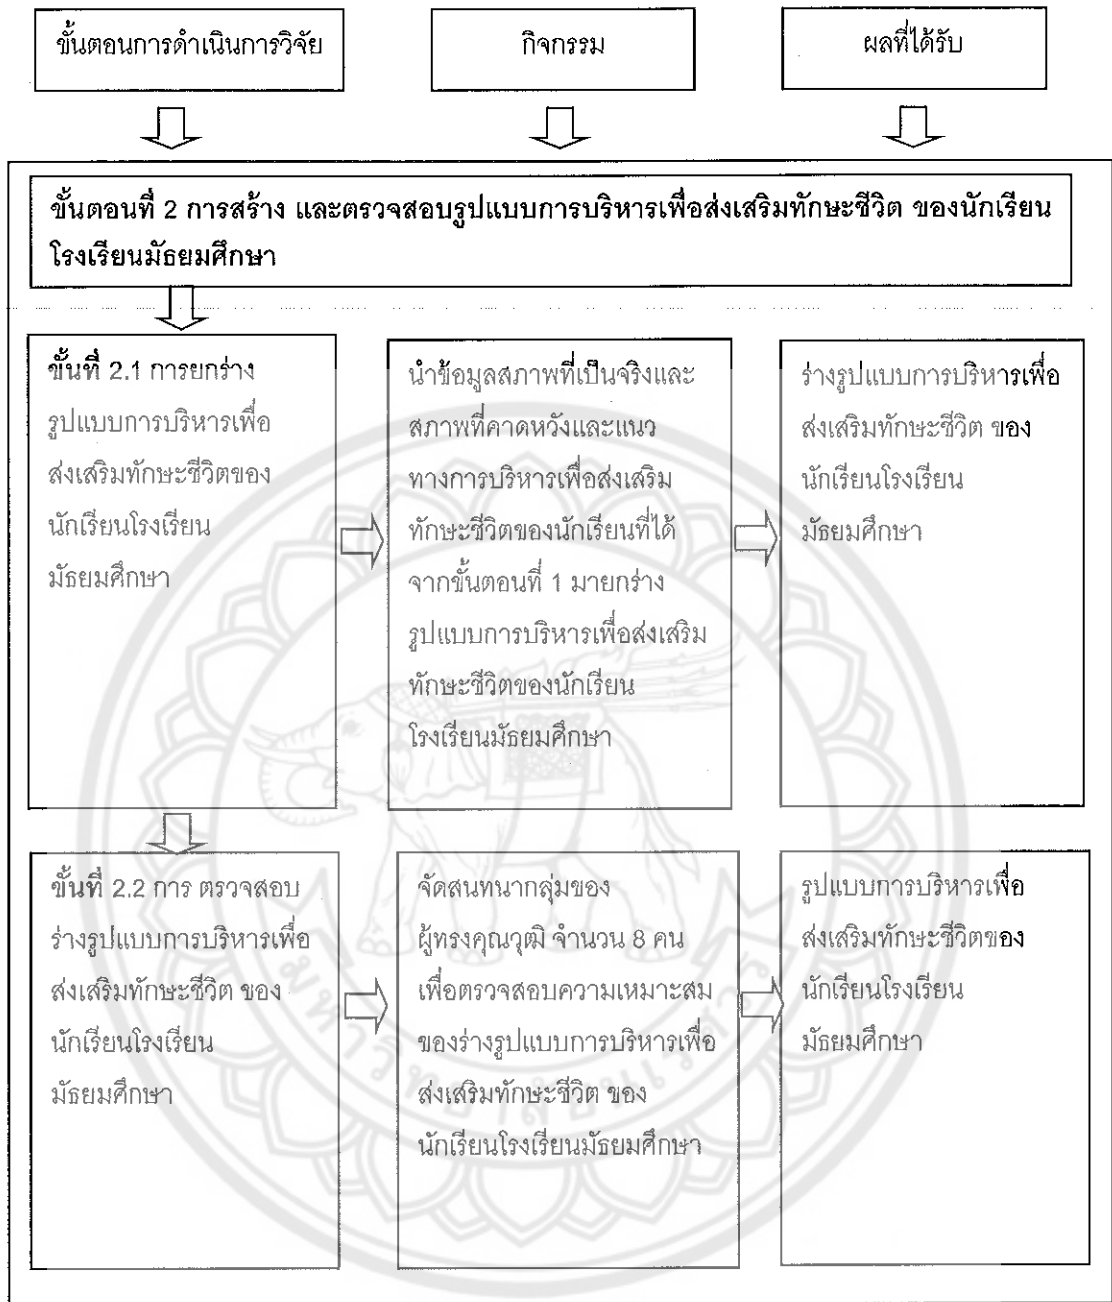 ขั้นตอนการดำเนินการวิจัย
กิจกรรม
ผลที่ได้รับ
ขั้นตอนที่ 2 การสร้าง และตรวจสอบรูปแบบการบริหารเพื่อส่งเสริมทักษะชีวิต ของนักเรียน
โรงเรียนมัธยมศึกษา
ขั้นที่ 2.1 การยกร่าง
รูปแบบการบริหารเพื่อ
ส่งเสริมทักษะชีวิตของ
นักเรียนโรงเรียน
มัธยมศึกษา
นำข้อมูลสภาพที่เป็นจริงและ
สภาพที่คาดหวังและแนว
ทางการบริหารเพื่อส่งเสริม
ทักษะชีวิตของนักเรียนที่ได้
จากขั้นตอนที่ 1 มายกร่าง
รูปแบบการบริหารเพื่อส่งเสริม
ทักษะชีวิตของนักเรียน
โรงเรียนมัธยมศึกษา
ร่างรูปแบบการบริหารเพื่อ
ส่งเสริมทักษะชีวิต ของ
นักเรียนโรงเรียน
มัธยมศึกษา
ขั้นที่ 2.2 การ ตรวจสอบ
ร่างรูปแบบการบริหารเพื่อ
ส่งเสริมทักษะชีวิต ของ
นักเรียนโรงเรียน
มัธยมศึกษา
จัดสนทนากลุ่มของ
ผู้ทรงคุณวุฒิ จำนวน 8 คน
เพื่อตรวจสอบความเหมาะสม
ของร่างรูปแบบการบริหารเพื่อ
ส่งเสริมทักษะชีวิต ของ
นักเรียนโรงเรียนมัธยมศึกษา
รูปแบบการบริหารเพื่อ
ส่งเสริมทักษะชีวิตของ
นักเรียนโรงเรียน
มัธยมศึกษา
มหาวิทยาลัยนเรศวร